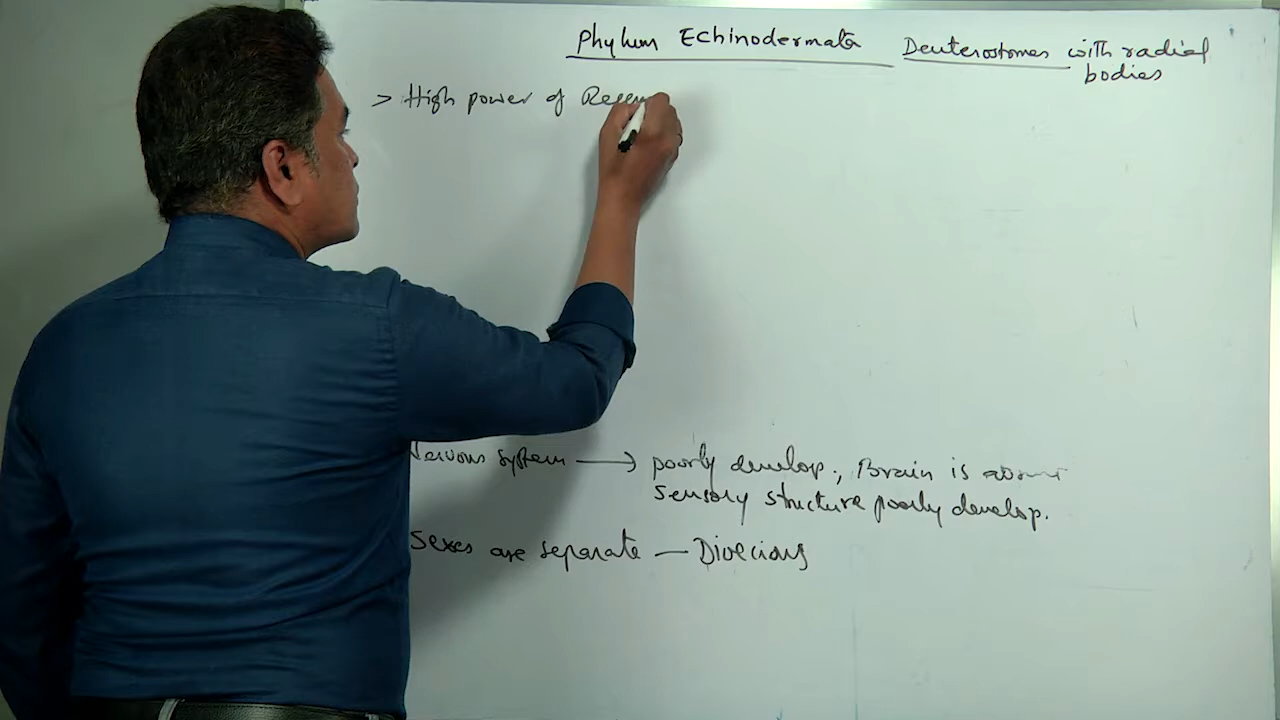 Phylum Echinodermata Deuterostomes with radial
bodies
> High power of
Nervous system → poorly develop, Brain is absent
Sensory structure poorly develop.
Sexes are separate — Dioecious